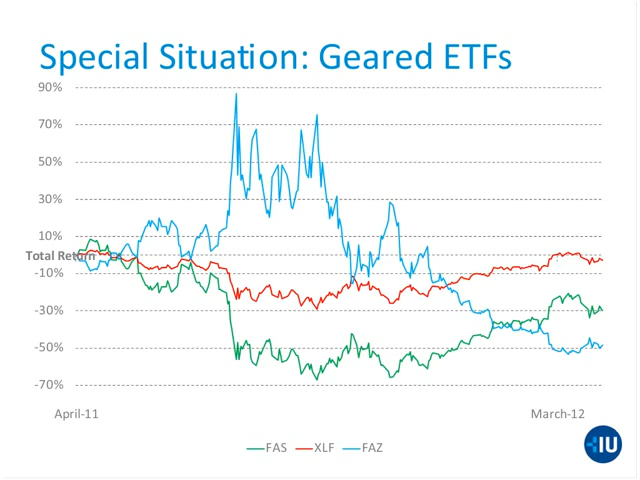 Special Situation: Geared ETFs
90%
70%
50%
30%
10%
Total Return
-10%
-30%
-50%
-70%
April-11
March-12
FAS
XLF
FAZ
IU